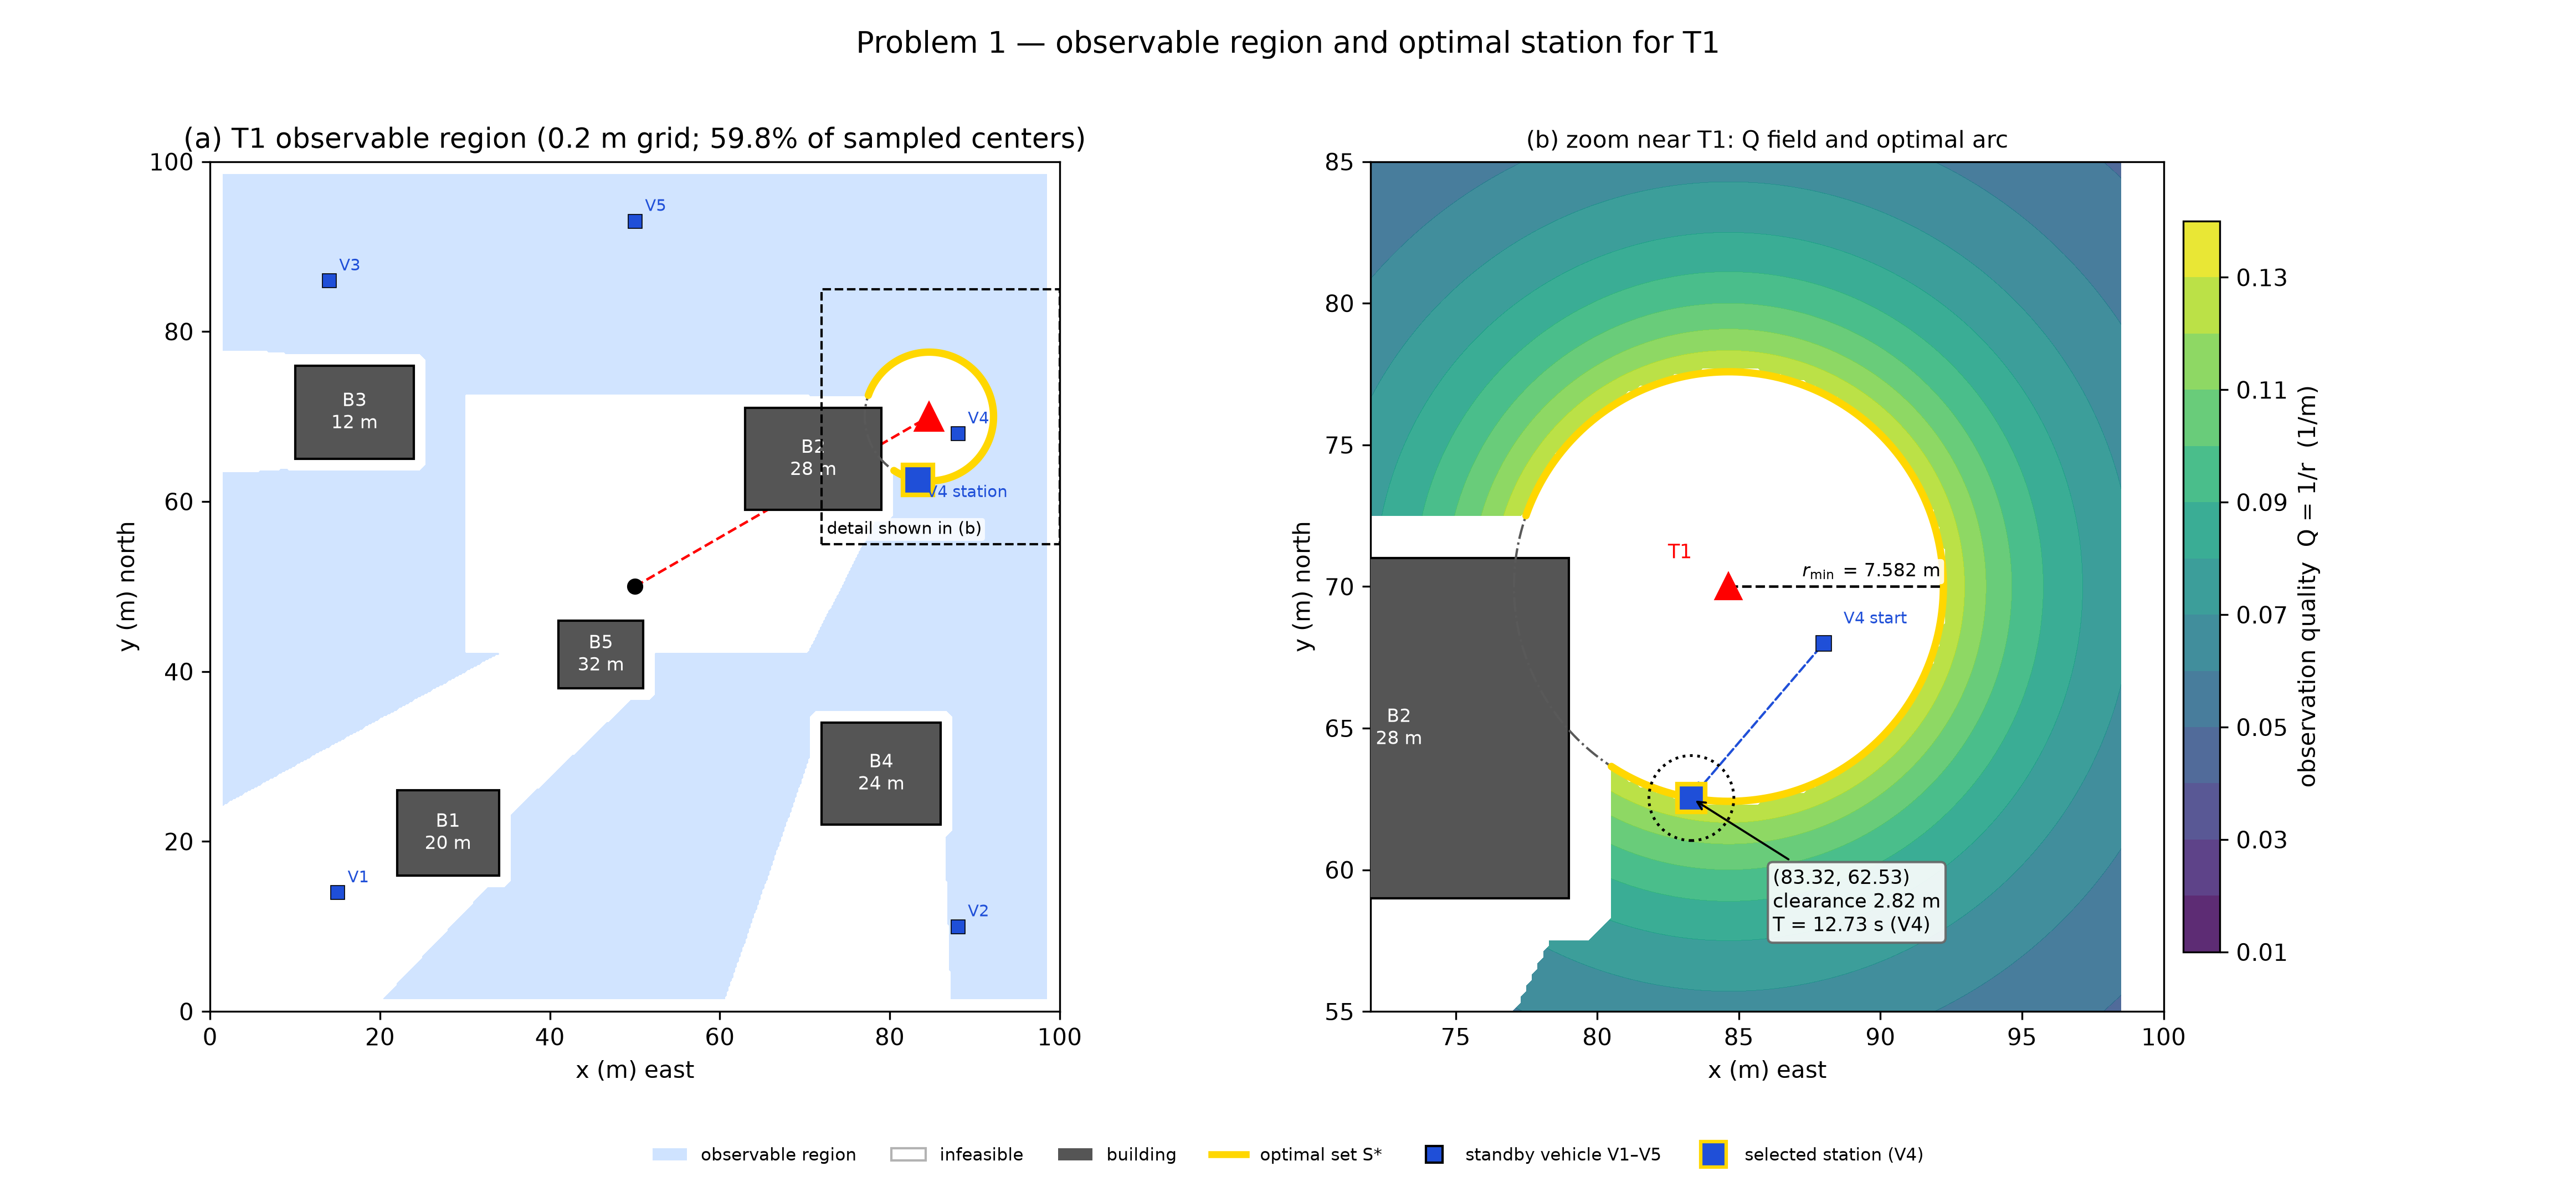 Problem 1 — observable region and optimal station for T1
(a) T1 observable region (0.2 m grid; 59.8% of sampled centers)
100
80
60
40
20
0
0
20
40
60
80
100
y (m) north
x (m) east
V5
V3
B3
12 m
B2
28 m
V4
V4 station
detail shown in (b)
B5
32 m
B4
24 m
B1
20 m
V1
V2
(b) zoom near T1: Q field and optimal arc
85
80
75
70
65
60
55
75
80
85
90
95
100
y (m) north
x (m) east
T1
r_min = 7.582 m
V4 start
B2
28 m
(83.32, 62.53)
clearance 2.82 m
T = 12.73 s (V4)
0.13
0.11
0.09
0.07
0.05
0.03
0.01
observation quality Q = 1/r (1/m)
observable region
infeasible
building
optimal set S*
standby vehicle V1–V5
selected station (V4)